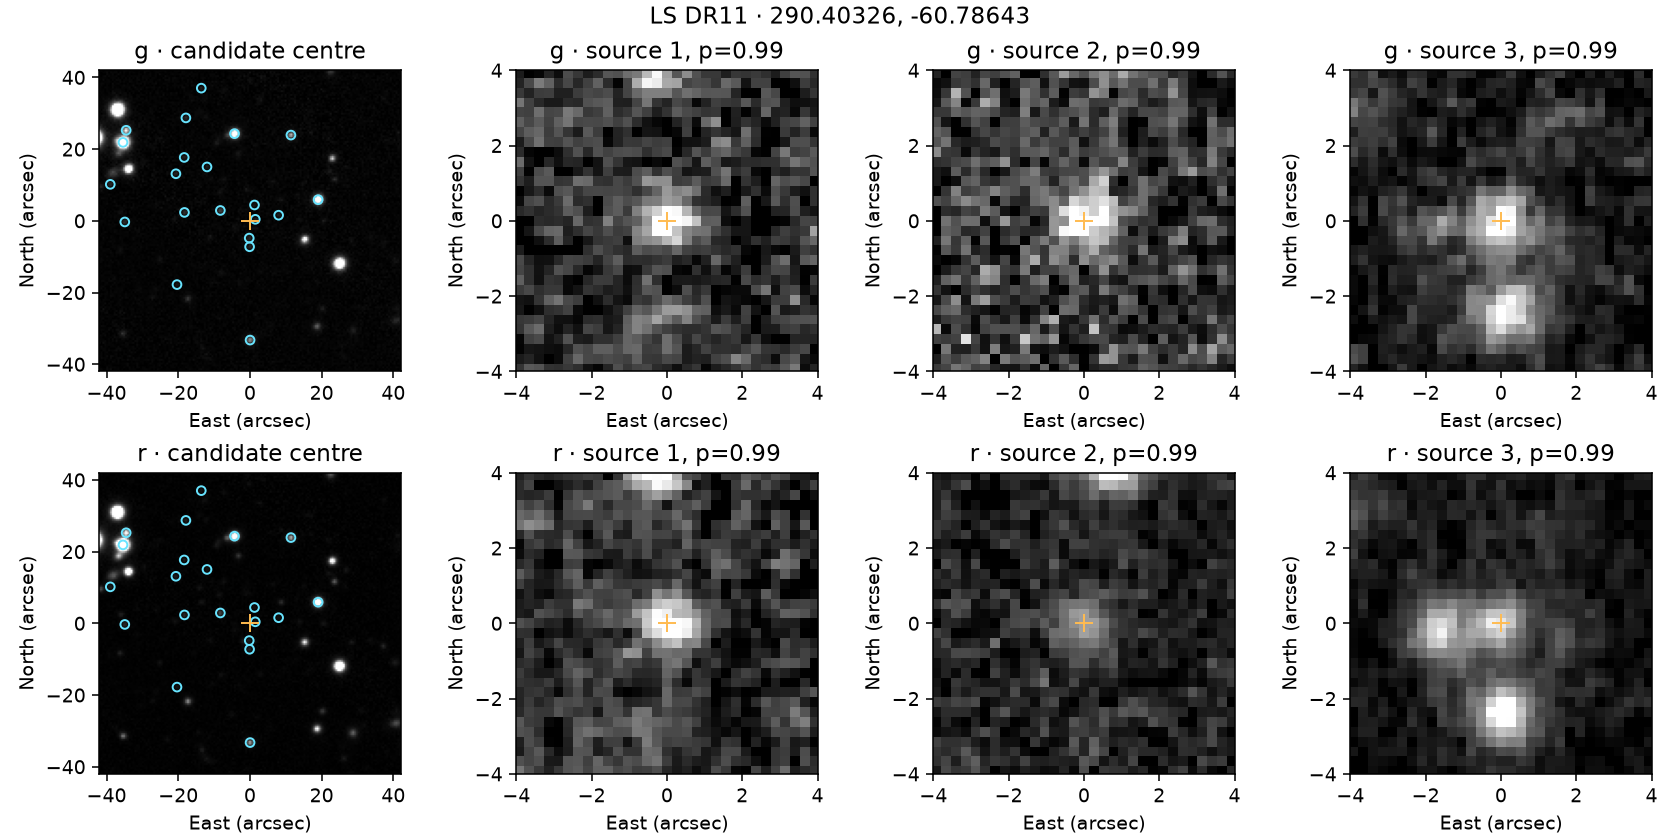 LS DR11 · 290.40326, -60.78643
g · candidate centre
g · source 1, p=0.99
g · source 2, p=0.99
g · source 3, p=0.99
North (arcsec)
40
20
0
−20
−40
−40 −20 0 20 40
East (arcsec)
North (arcsec)
4
2
0
−2
−4
−4 −2 0 2 4
East (arcsec)
North (arcsec)
4
2
0
−2
−4
−4 −2 0 2 4
East (arcsec)
North (arcsec)
4
2
0
−2
−4
−4 −2 0 2 4
East (arcsec)
r · candidate centre
r · source 1, p=0.99
r · source 2, p=0.99
r · source 3, p=0.99
North (arcsec)
40
20
0
−20
−40
−40 −20 0 20 40
East (arcsec)
North (arcsec)
4
2
0
−2
−4
−4 −2 0 2 4
East (arcsec)
North (arcsec)
4
2
0
−2
−4
−4 −2 0 2 4
East (arcsec)
North (arcsec)
4
2
0
−2
−4
−4 −2 0 2 4
East (arcsec)